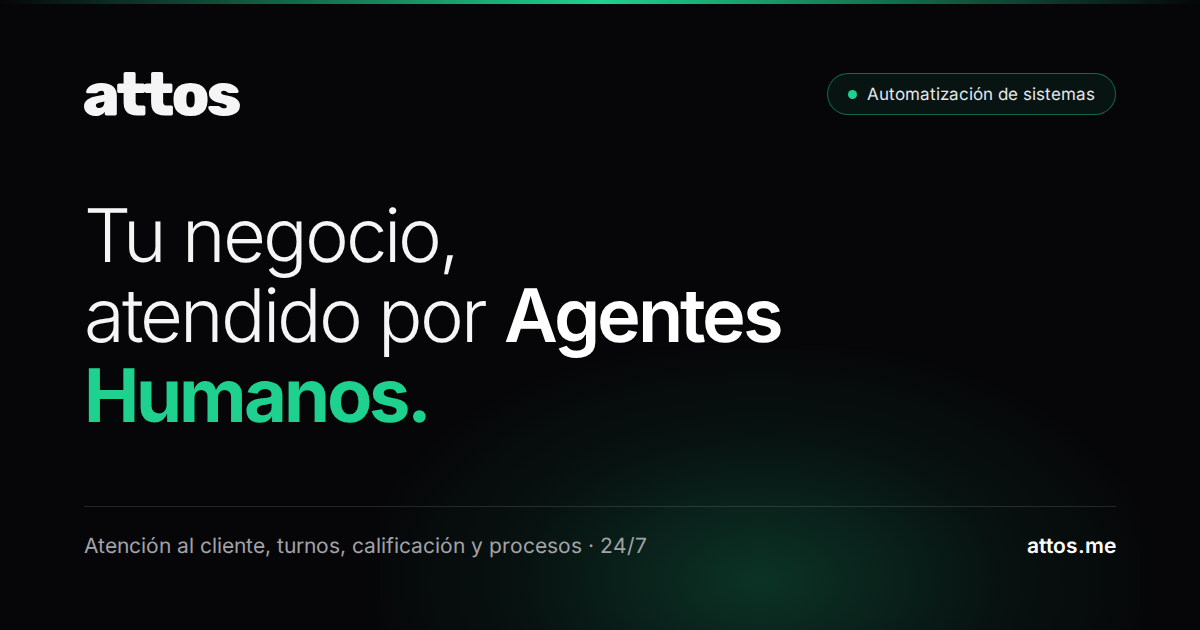 attos
Automatización de sistemas
Tu negocio,
atendido por Agentes
Humanos.
Atención al cliente, turnos, calificación y procesos · 24/7
attos.me